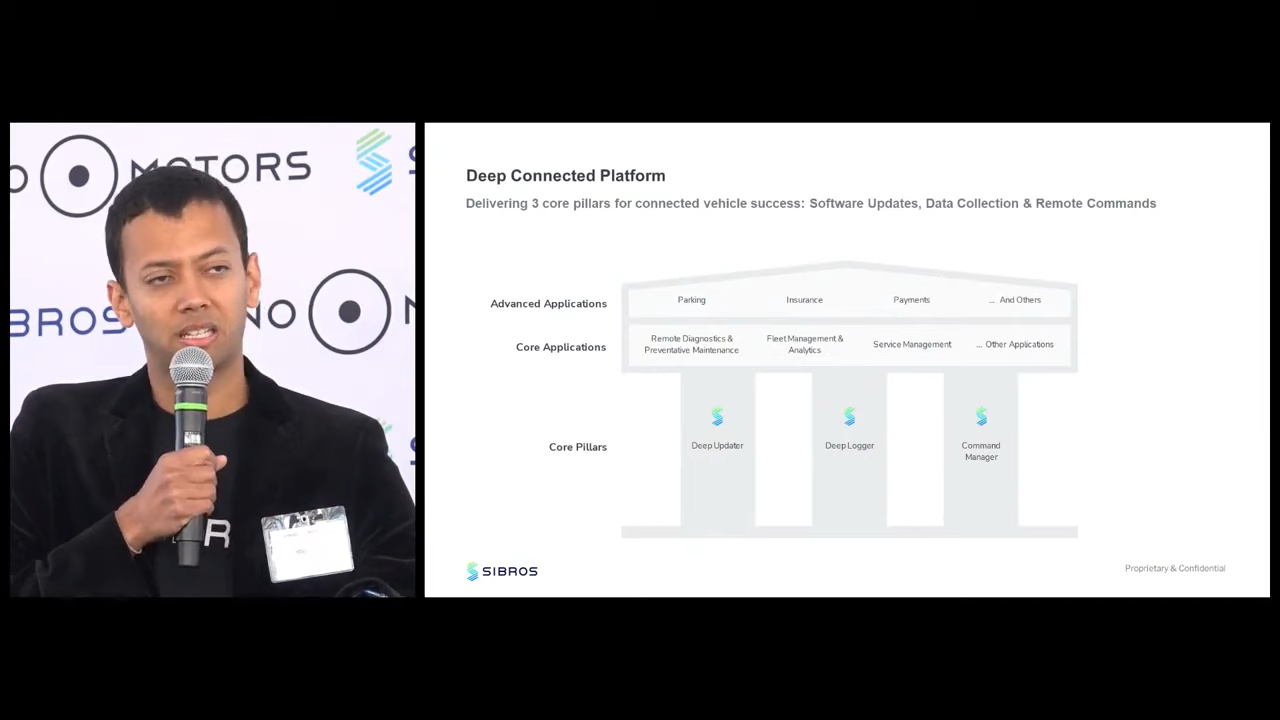 O MOTORS
S
BROS
NO M
R
Deep Connected Platform
Delivering 3 core pillars for connected vehicle success: Software Updates, Data Collection & Remote Commands
Advanced Applications
Parking
Insurance
Payments
... And Others
Core Applications
Remote Diagnostics &
Preventative Maintenance
Fleet Management &
Analytics
Service Management
... Other Applications
Core Pillars
Deep Updater
Deep Logger
Command
Manager
SIBROS
Proprietary & Confidential